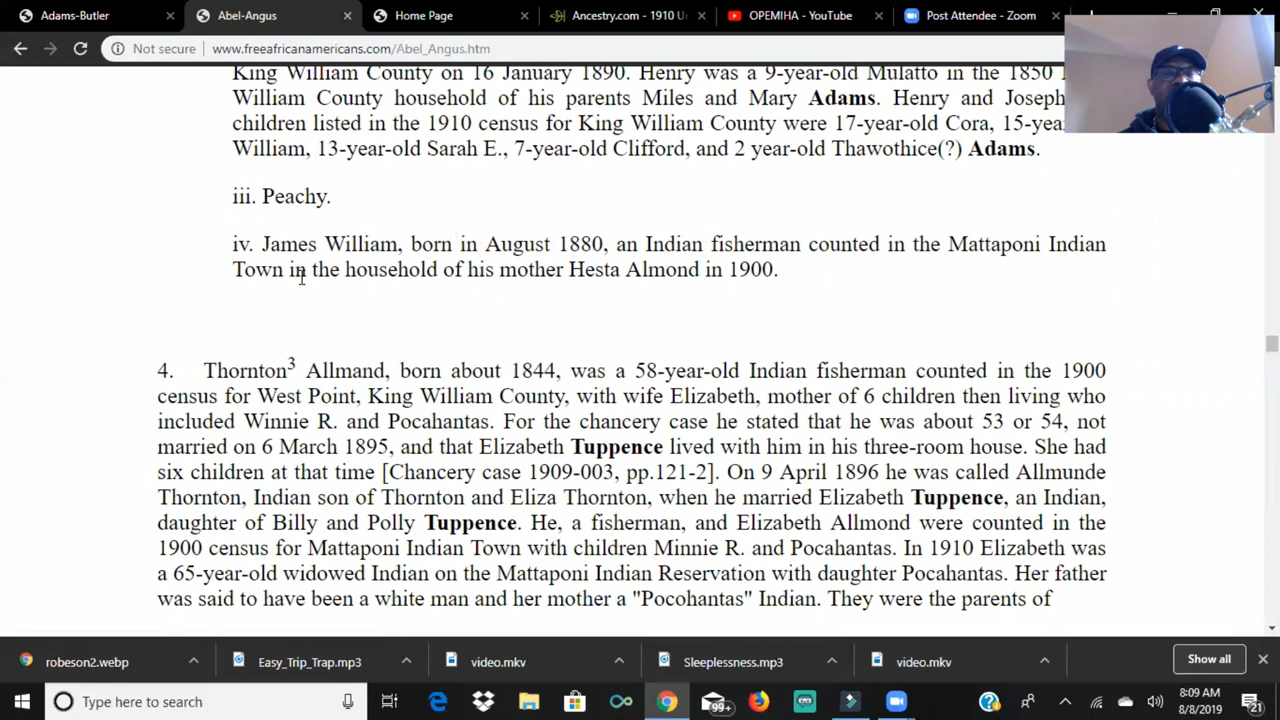 Adams-Butler
Abel-Angus
Home Page
Ancestry.com - 1910 U
OPEMIHA - YouTube
Post Attendee - Zoom
Not secure
www.freeafricanamericans.com/Abel_Angus.htm
King William County on 16 January 1890. Henry was a 9-year-old Mulatto in the 1850
William County household of his parents Miles and Mary Adams. Henry and Joseph
children listed in the 1910 census for King William County were 17-year-old Cora, 15-yea
William, 13-year-old Sarah E., 7-year-old Clifford, and 2 year-old Thawothice(?) Adams.
iii. Peachy.
iv. James William, born in August 1880, an Indian fisherman counted in the Mattaponi Indian
Town in the household of his mother Hesta Almond in 1900.
4. Thornton3 Allmand, born about 1844, was a 58-year-old Indian fisherman counted in the 1900
census for West Point, King William County, with wife Elizabeth, mother of 6 children then living who
included Winnie R. and Pocahantas. For the chancery case he stated that he was about 53 or 54, not
married on 6 March 1895, and that Elizabeth Tuppence lived with him in his three-room house. She had
six children at that time [Chancery case 1909-003, pp.121-2]. On 9 April 1896 he was called Allmunde
Thornton, Indian son of Thornton and Eliza Thornton, when he married Elizabeth Tuppence, an Indian,
daughter of Billy and Polly Tuppence. He, a fisherman, and Elizabeth Allmond were counted in the
1900 census for Mattaponi Indian Town with children Minnie R. and Pocahantas. In 1910 Elizabeth was
a 65-year-old widowed Indian on the Mattaponi Indian Reservation with daughter Pocahantas. Her father
was said to have been a white man and her mother a "Pocohantas" Indian. They were the parents of
robeson2.webp
Easy_Trip_Trap.mp3
video.mkv
Sleeplessness.mp3
video.mkv
Show all
Type here to search
99+
8:09 AM
8/8/2019
21